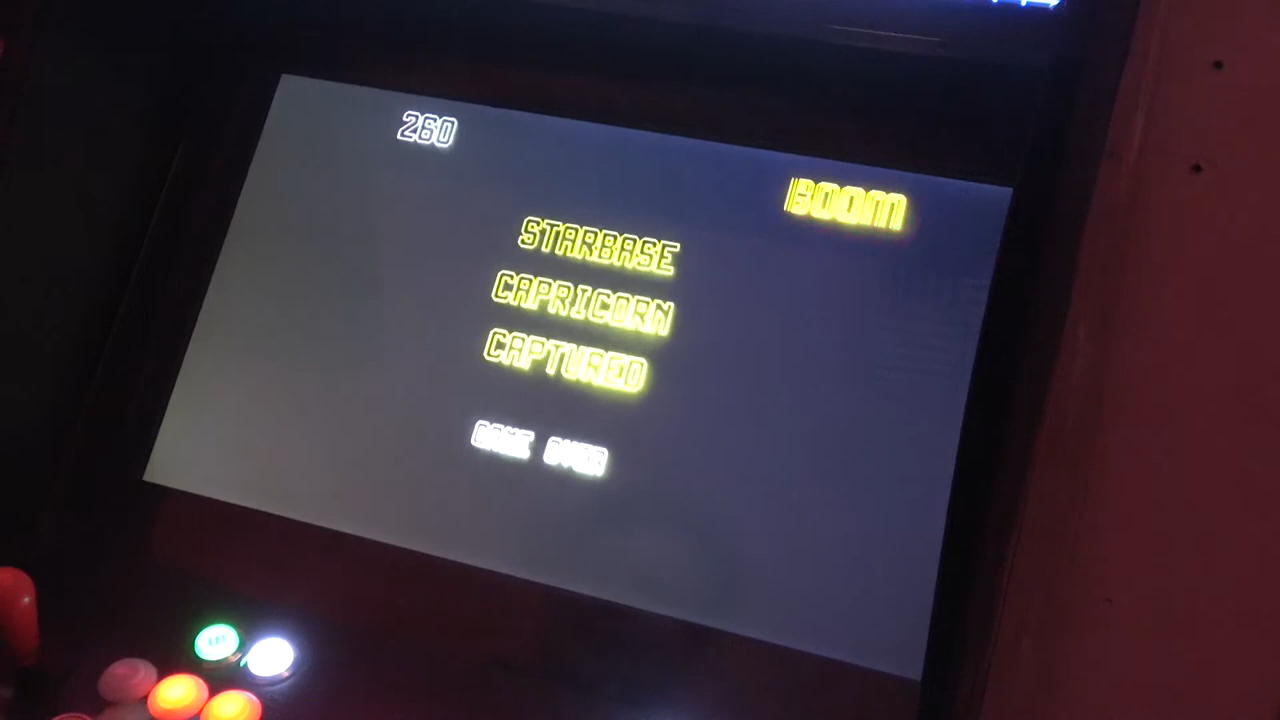 260
BOOM
STARBASE
CAPRICORN
CAPTURED
GAME OVER